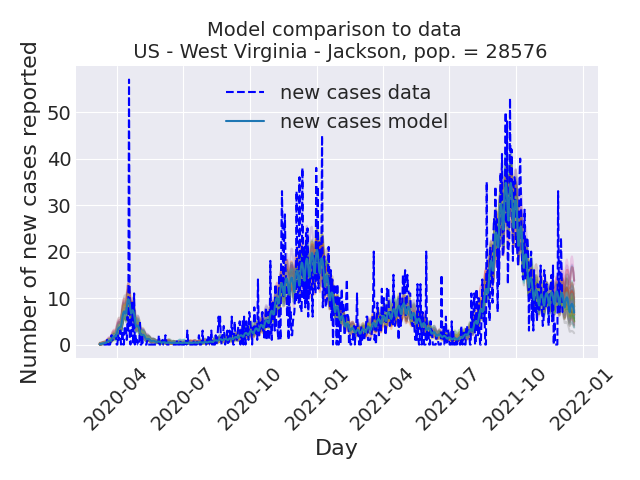 Model comparison to data
US - West Virginia - Jackson, pop. = 28576
new cases data
new cases model
Number of new cases reported
50
40
30
20
10
0
2020-04
2020-07
2020-10
2021-01
2021-04
2021-07
2021-10
2022-01
Day